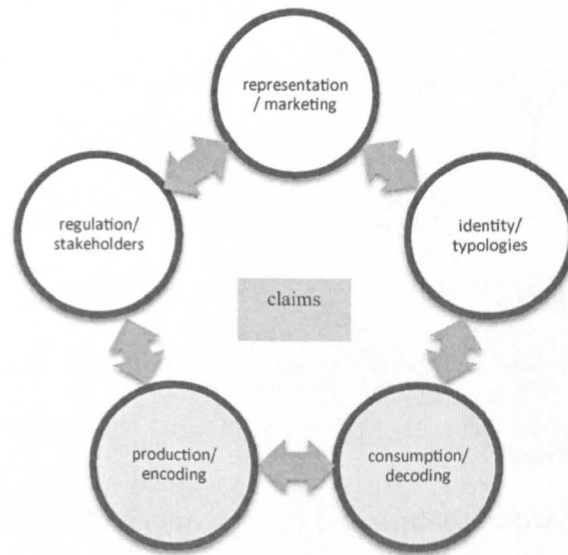 representation
/ marketing
regulation/
stakeholders
identity/
typologies
claims
production/
encoding
consumption/
decoding